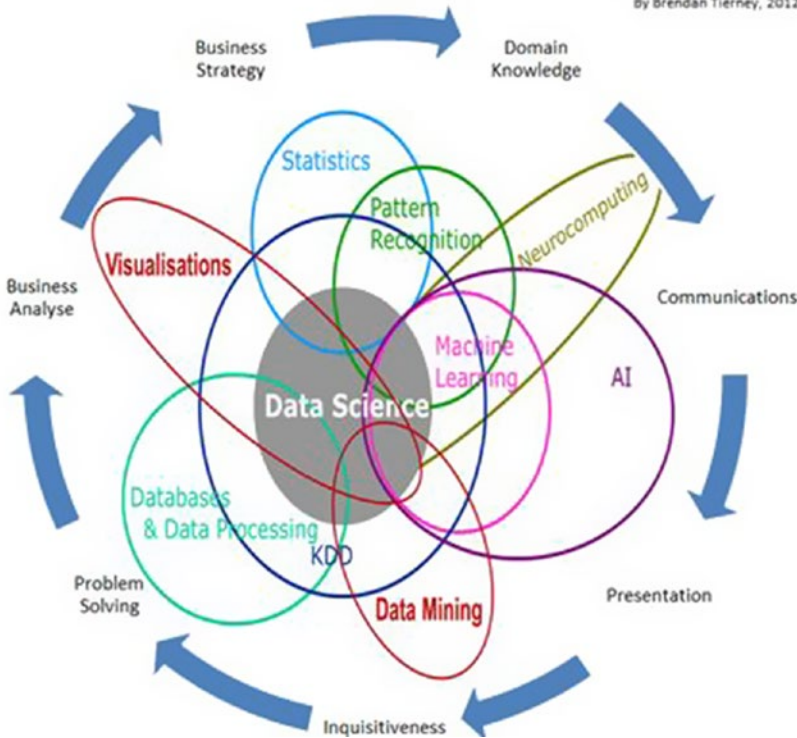 By Brendan Tierney, 2012
Business
Strategy
Domain
Knowledge
Statistics
Pattern
Recognition
Neurocomputing
Visualisations
Business
Analyse
Communications
Machine
Learning
AI
Data Science
Databases
& Data Processing
KDD
Problem
Solving
Data Mining
Presentation
Inquisitiveness